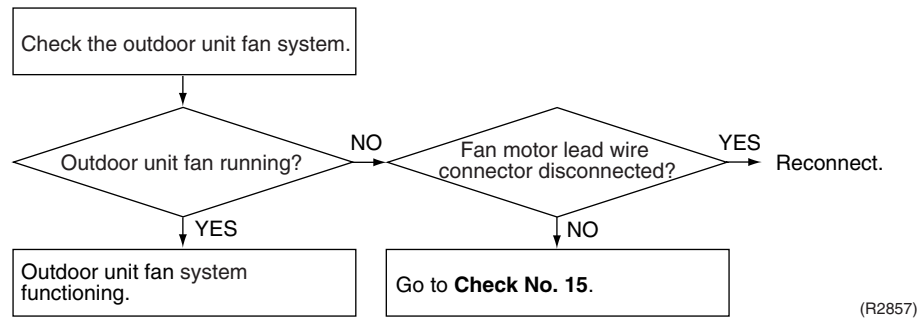 Check the outdoor unit fan system.
Outdoor unit fan running?
NO
Fan motor lead wire
connector disconnected?
YES
Reconnect.
YES
NO
Outdoor unit fan system
functioning.
Go to Check No. 15.
(R2857)